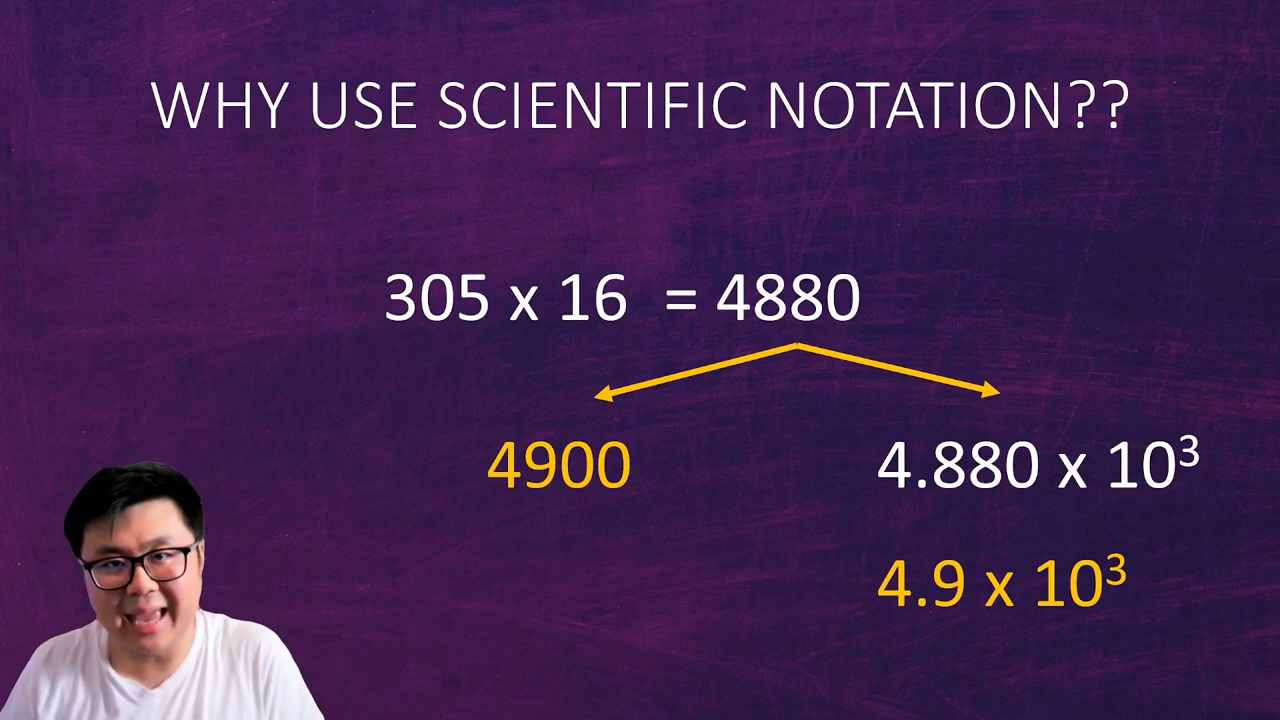 WHY USE SCIENTIFIC NOTATION??
305 x 16 = 4880
4900
4.880 x 10³
4.9 x 10³